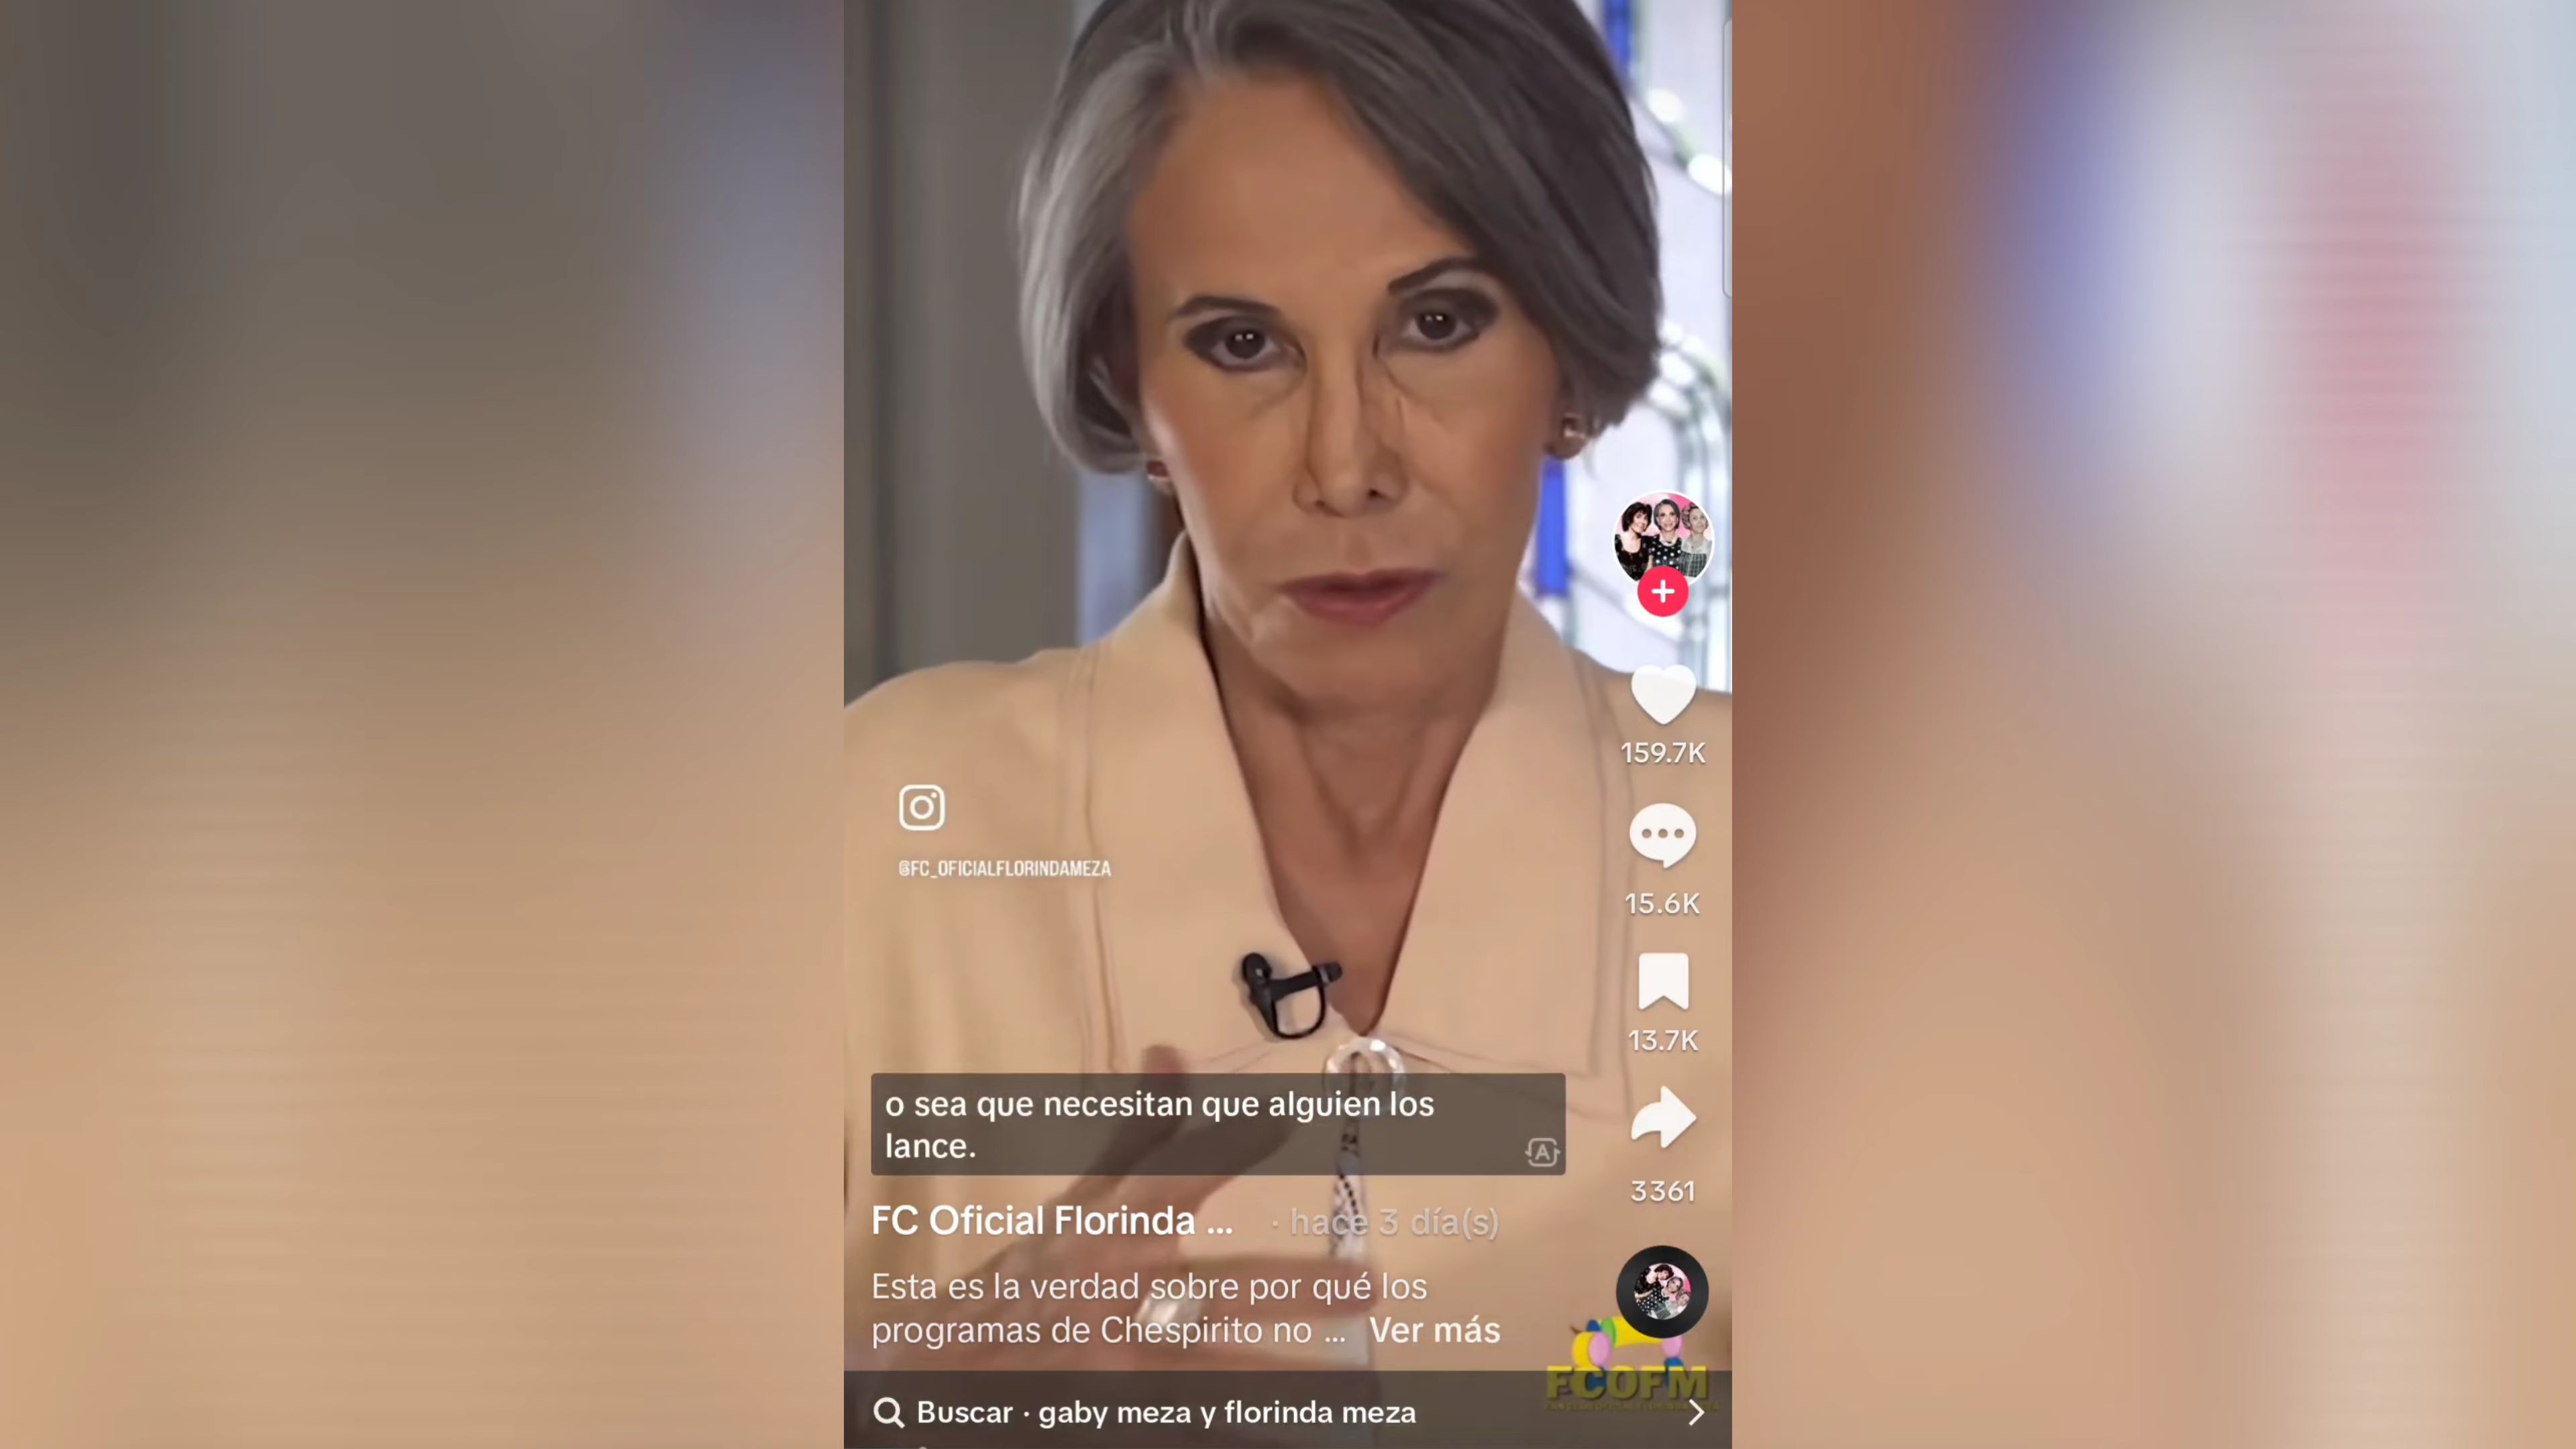 159.7K
@FC_OFICIALFLORINDAMEZA
15.6K
13.7K
o sea que necesitan que alguien los
lance.
A
3361
FC Oficial Florinda ... · hace 3 día(s)
Esta es la verdad sobre por qué los
programas de Chespirito no ... Ver más
FCOFM
Buscar · gaby meza y florinda meza